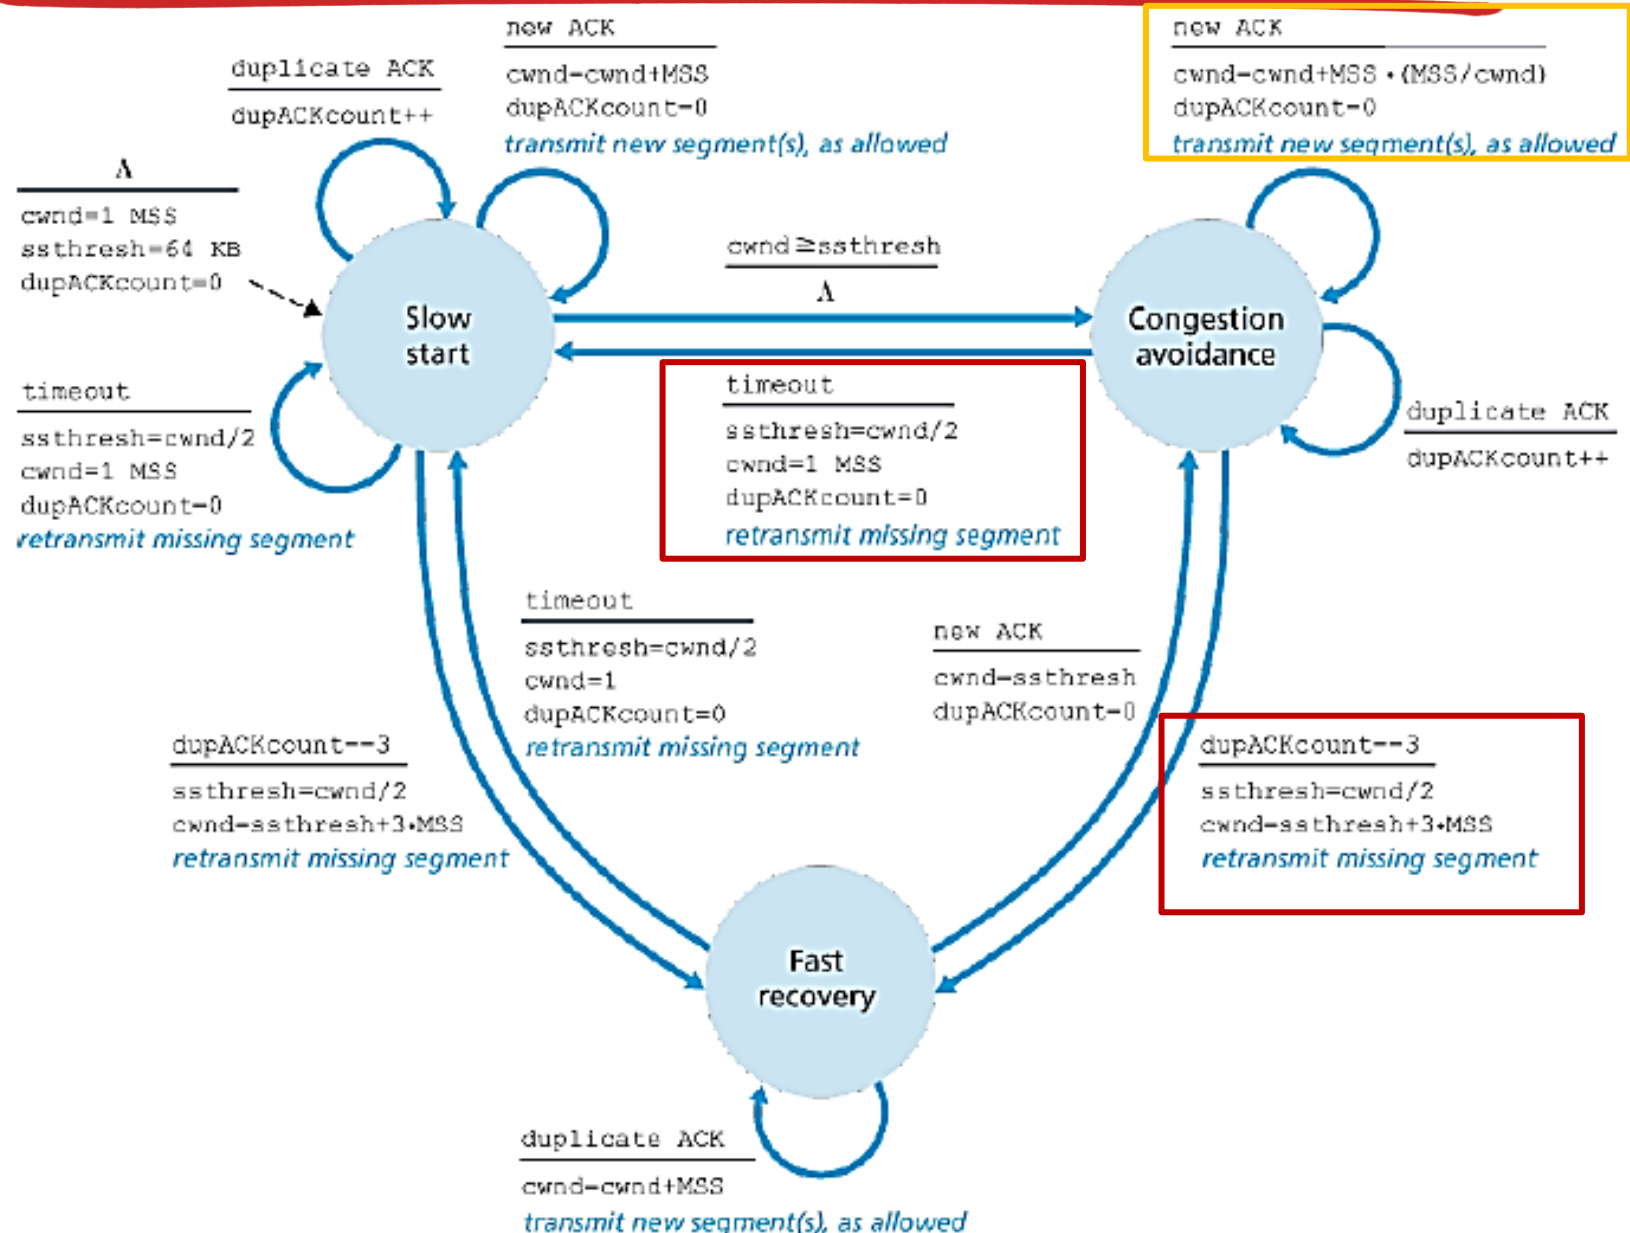 new ACK
cwnd=cwnd+MSS
dupACKcount=0
transmit new segment(s), as allowed
new ACK
cwnd=cwnd+MSS•(MSS/cwnd)
dupACKcount=0
transmit new segment(s), as allowed
duplicate ACK
dupACKcount++
Λ
cwnd=1 MSS
ssthresh=64 KB
dupACKcount=0
cwnd≧ssthresh
Λ
Slow
start
Congestion
avoidance
timeout
ssthresh=cwnd/2
cwnd=1 MSS
dupACKcount=0
retransmit missing segment
timeout
ssthresh=cwnd/2
cwnd=1 MSS
dupACKcount=0
retransmit missing segment
duplicate ACK
dupACKcount++
timeout
ssthresh=cwnd/2
cwnd=1
dupACKcount=0
retransmit missing segment
new ACK
cwnd=ssthresh
dupACKcount=0
dupACKcount==3
ssthresh=cwnd/2
cwnd=ssthresh+3•MSS
retransmit missing segment
dupACKcount==3
ssthresh=cwnd/2
cwnd=ssthresh+3•MSS
retransmit missing segment
Fast
recovery
duplicate ACK
cwnd=cwnd+MSS
transmit new segment(s), as allowed